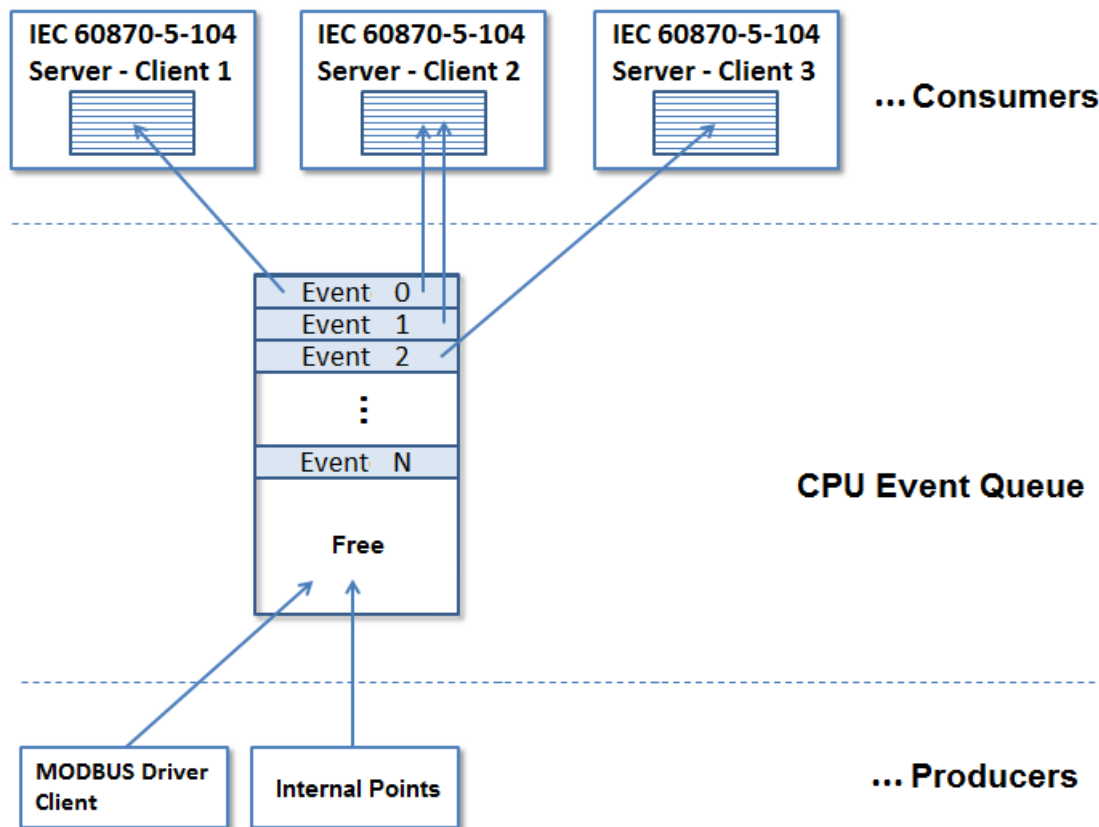 IEC 60870-5-104
Server - Client 1
IEC 60870-5-104
Server - Client 2
IEC 60870-5-104
Server - Client 3
... Consumers
Event 0
Event 1
Event 2
⋮
Event N
Free
CPU Event Queue
MODBUS Driver
Client
Internal Points
... Producers